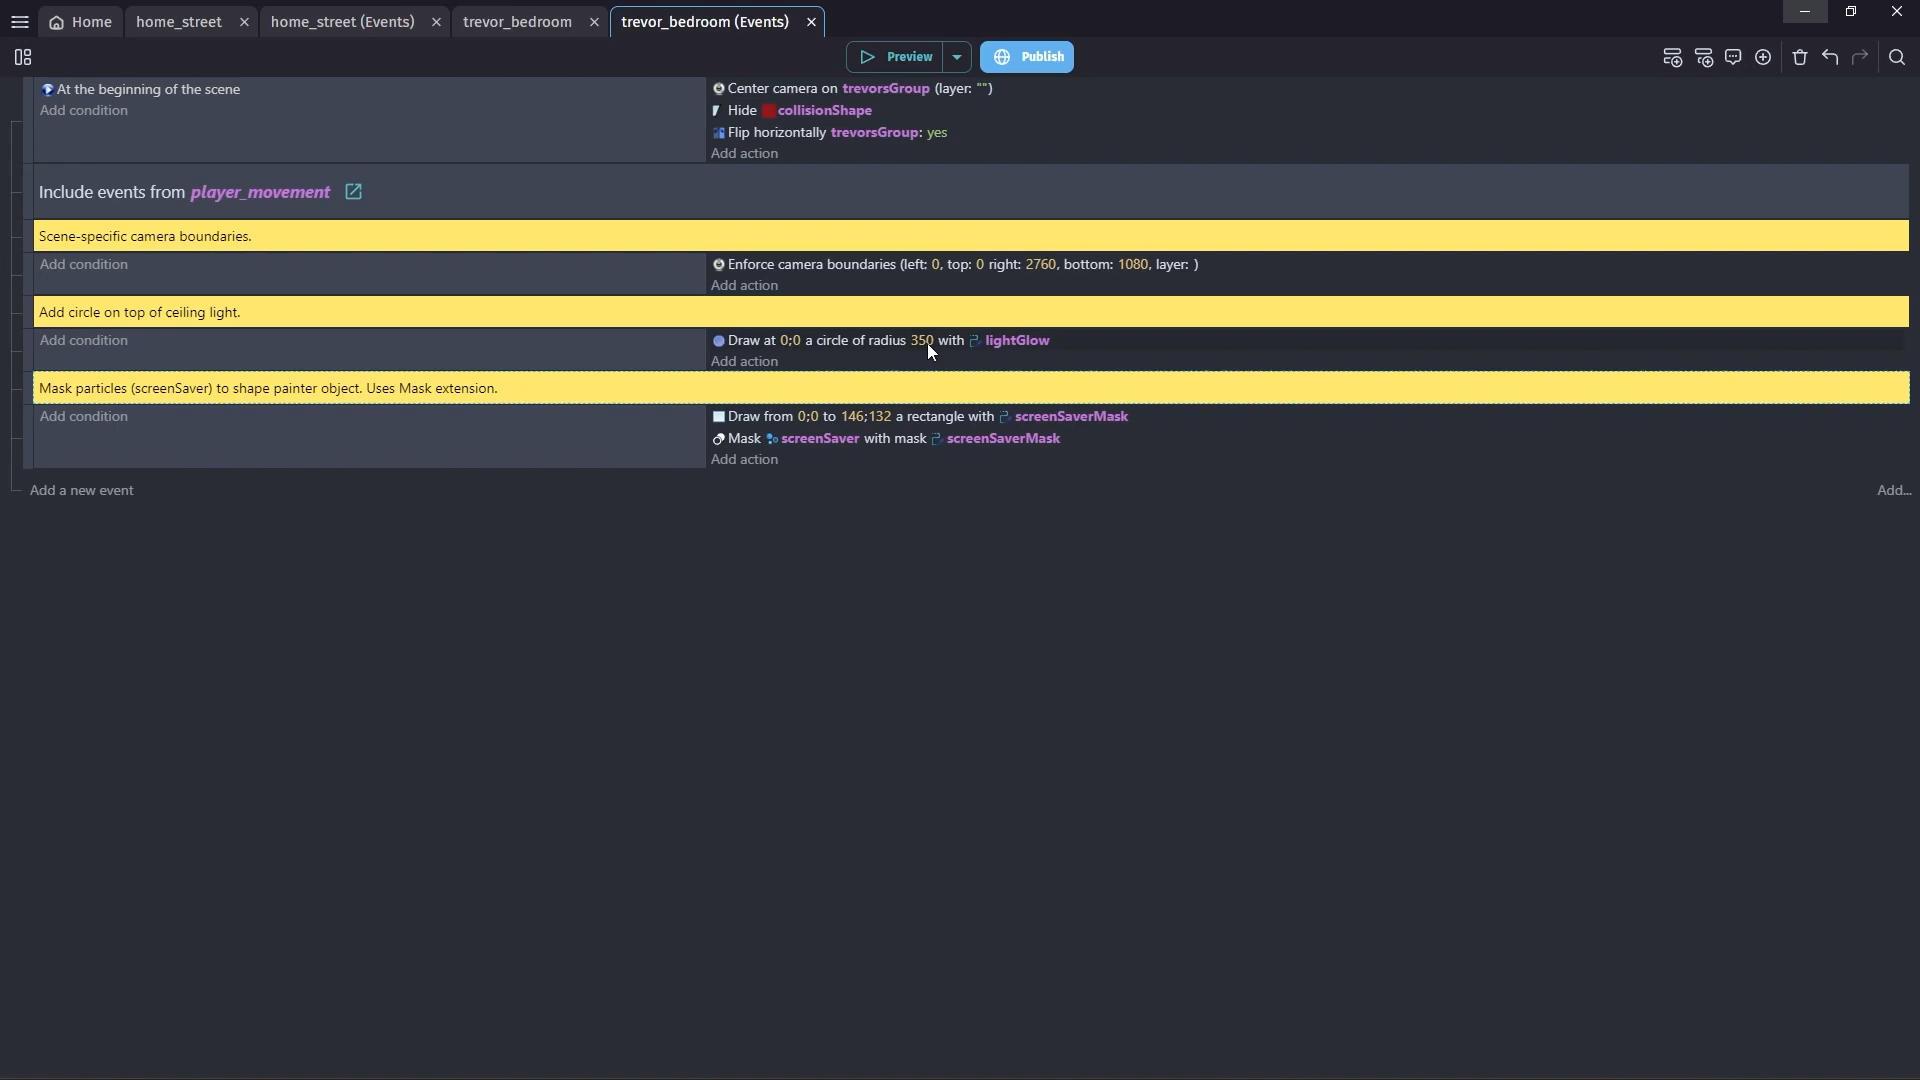 Home
home_street
home_street (Events)
trevor_bedroom
trevor_bedroom (Events)
Preview
Publish
At the beginning of the scene
Add condition
Center camera on trevorsGroup (layer: "")
Hide collisionShape
Flip horizontally trevorsGroup: yes
Add action
Include events from player_movement
Scene-specific camera boundaries.
Add condition
Enforce camera boundaries (left: 0, top: 0 right: 2760, bottom: 1080, layer: )
Add action
Add circle on top of ceiling light.
Add condition
Draw at 0;0 a circle of radius 350 with lightGlow
Add action
Mask particles (screenSaver) to shape painter object. Uses Mask extension.
Add condition
Draw from 0;0 to 146;132 a rectangle with screenSaverMask
Mask screenSaver with mask screenSaverMask
Add action
Add a new event
Add...